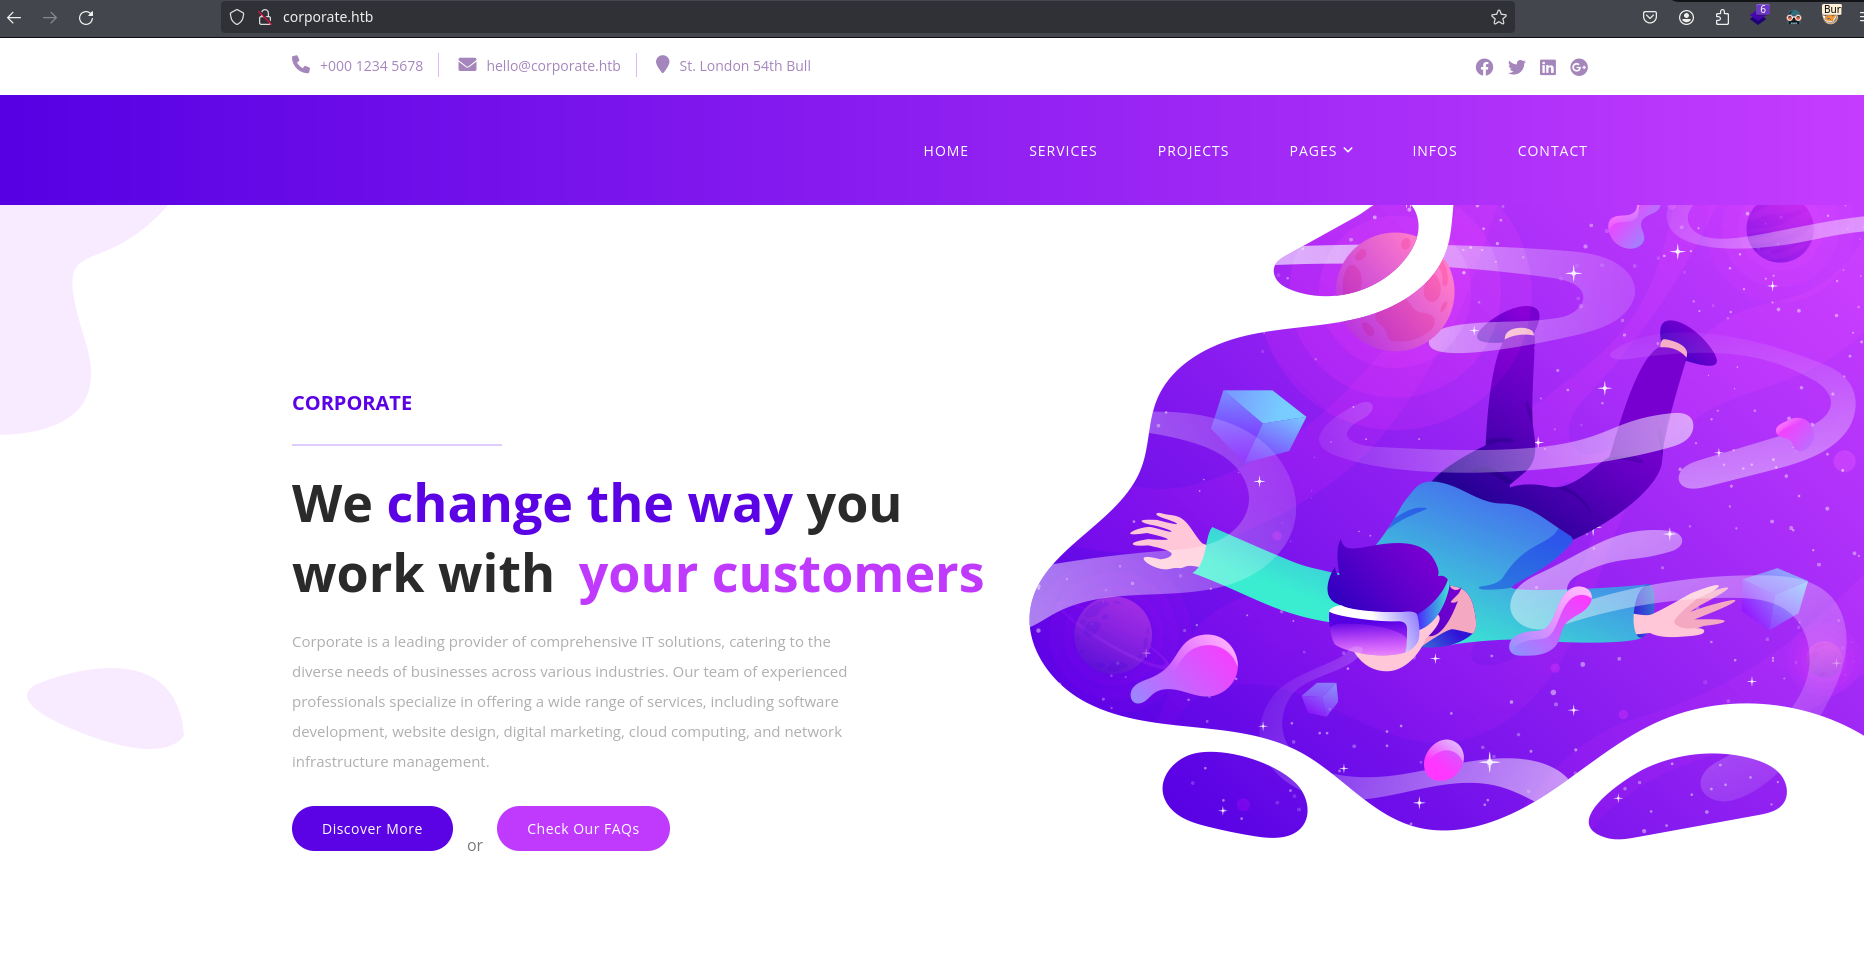 corporate.htb
6
Bur
+000 1234 5678
hello@corporate.htb
St. London 54th Bull
HOME
SERVICES
PROJECTS
PAGES
INFOS
CONTACT
CORPORATE
We change the way you
work with your customers
Corporate is a leading provider of comprehensive IT solutions, catering to the
diverse needs of businesses across various industries. Our team of experienced
professionals specialize in offering a wide range of services, including software
development, website design, digital marketing, cloud computing, and network
infrastructure management.
Discover More
or
Check Our FAQs